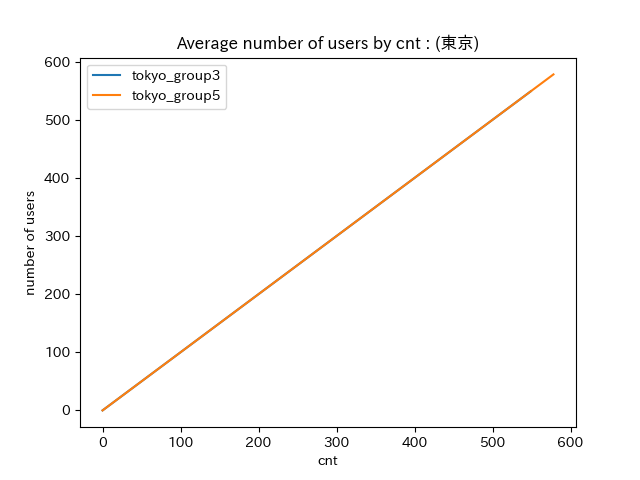 Average number of users by cnt : (東京)
tokyo_group3
tokyo_group5
number of users
600
500
400
300
200
100
0
0 100 200 300 400 500 600
cnt